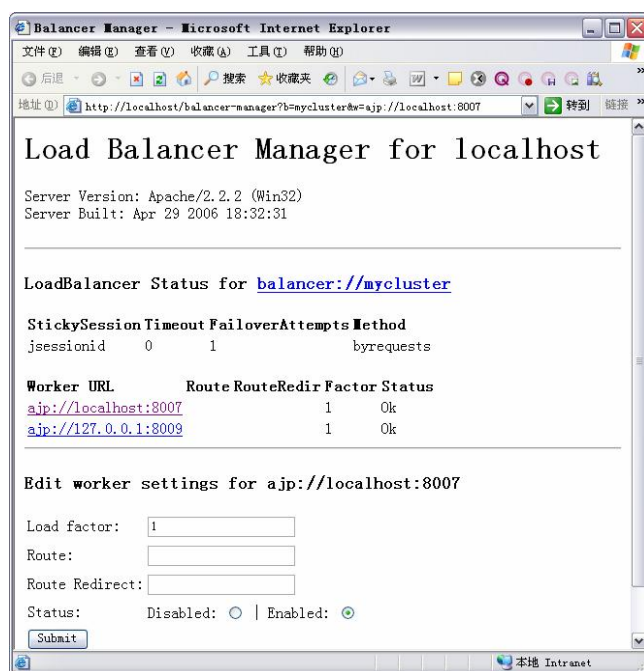 Balancer Manager - Microsoft Internet Explorer
文件(F) 编辑(E) 查看(V) 收藏(A) 工具(T) 帮助(H)
后退 搜索 收藏夹
地址(D) http://localhost/balancer-manager?b=mycluster&w=ajp://localhost:8007 转到 链接 »
Load Balancer Manager for localhost
Server Version: Apache/2.2.2 (Win32)
Server Built: Apr 29 2006 18:32:31
LoadBalancer Status for balancer://mycluster
StickySession Timeout FailoverAttempts Method
jsessionid 0 1 byrequests
Worker URL Route RouteRedir Factor Status
ajp://localhost:8007 1 Ok
ajp://127.0.0.1:8009 1 Ok
Edit worker settings for ajp://localhost:8007
Load factor: 1
Route:
Route Redirect:
Status: Disabled: | Enabled:
Submit
本地 Intranet